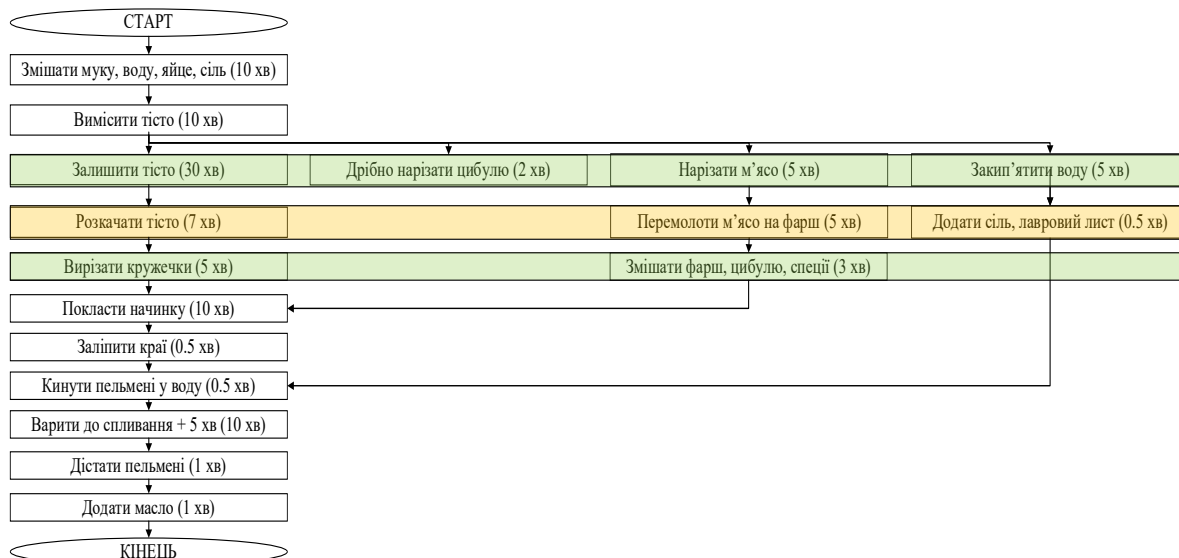 СТАРТ
Змішати муку, воду, яйце, сіль (10 хв)
Вимісити тісто (10 хв)
Залишити тісто (30 хв)
Дрібно нарізати цибулю (2 хв)
Нарізати м’ясо (5 хв)
Закип’ятити воду (5 хв)
Розкачати тісто (7 хв)
Перемолоти м’ясо на фарш (5 хв)
Додати сіль, лавровий лист (0.5 хв)
Вирізати кружечки (5 хв)
Змішати фарш, цибулю, спеції (3 хв)
Покласти начинку (10 хв)
Заліпити краї (0.5 хв)
Кинути пельмені у воду (0.5 хв)
Варити до спливання + 5 хв (10 хв)
Дістати пельмені (1 хв)
Додати масло (1 хв)
КІНЕЦЬ